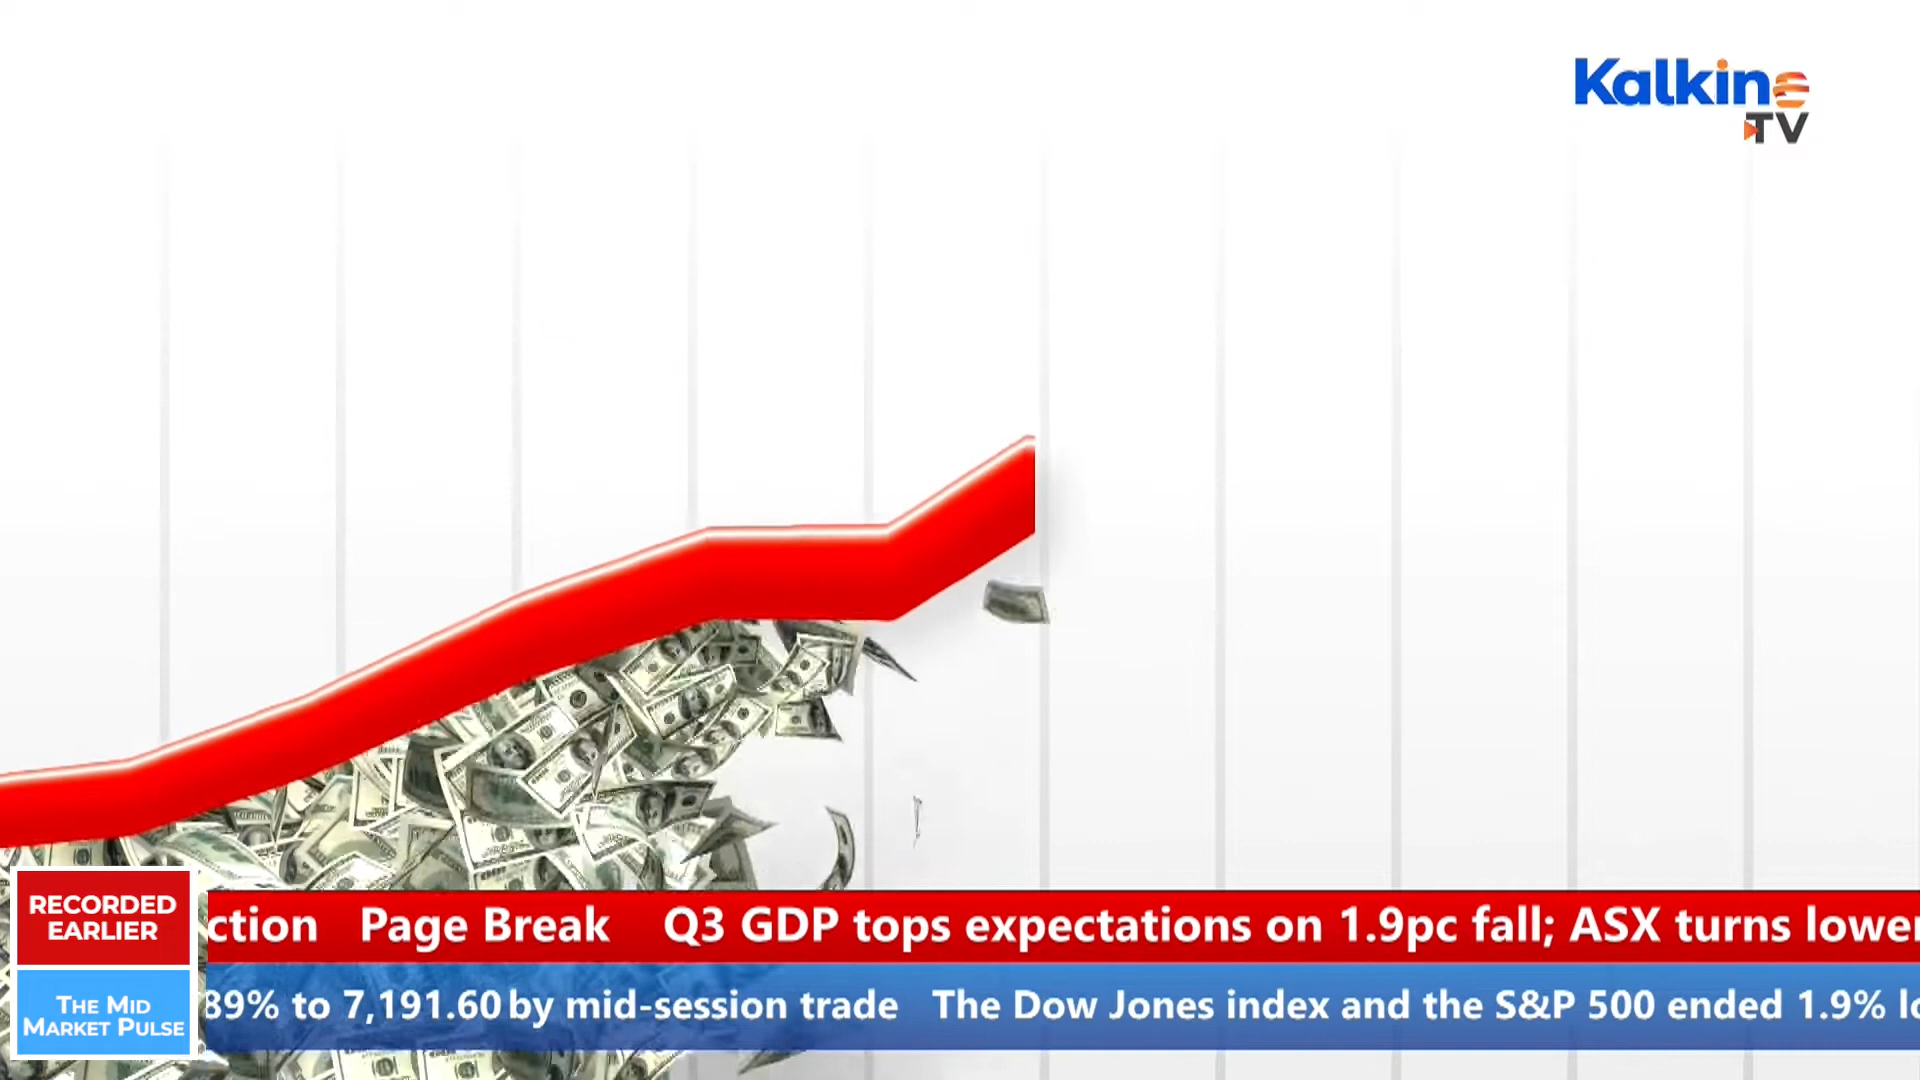 Kalkine
TV
RECORDED
EARLIER
ction Page Break Q3 GDP tops expectations on 1.9pc fall; ASX turns lower
THE MID
MARKET PULSE
89% to 7,191.60 by mid-session trade The Dow Jones index and the S&P 500 ended 1.9% lo